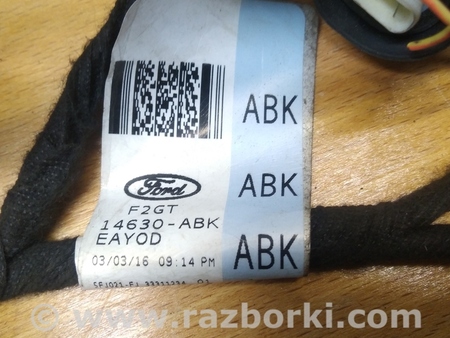 ABK
Ford
F2GT
14630-ABK
EAYOD
ABK
03/03/16 09:14 PM
ABK
www.razborki.com